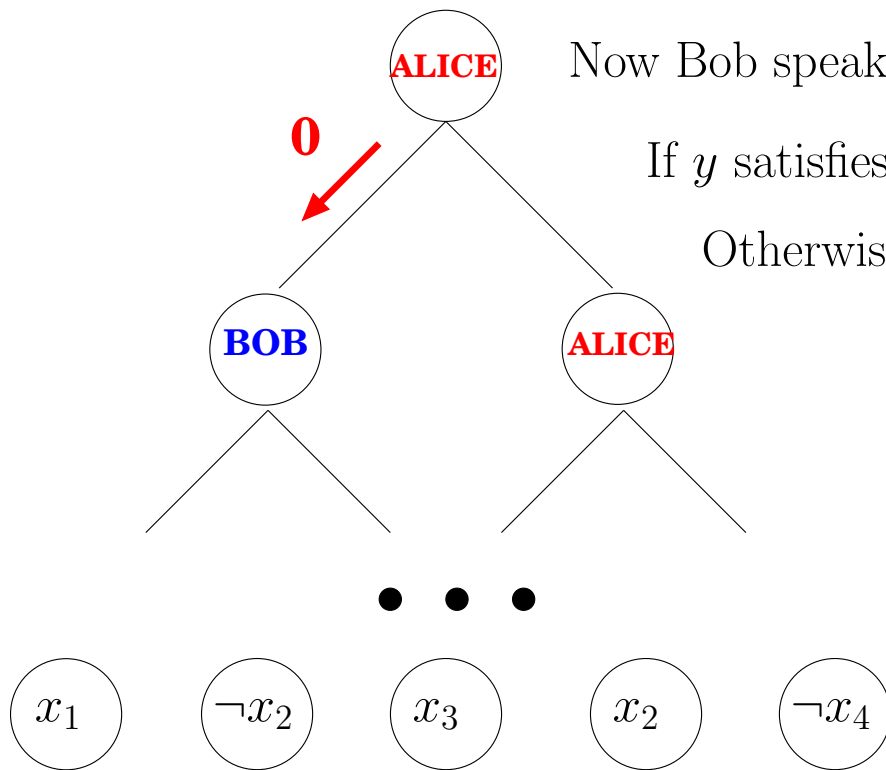 ALICE
Now Bob speak
0
If y satisfies
Otherwis
BOB
ALICE
x₁ ¬x₂ x₃ x₂ ¬x₄